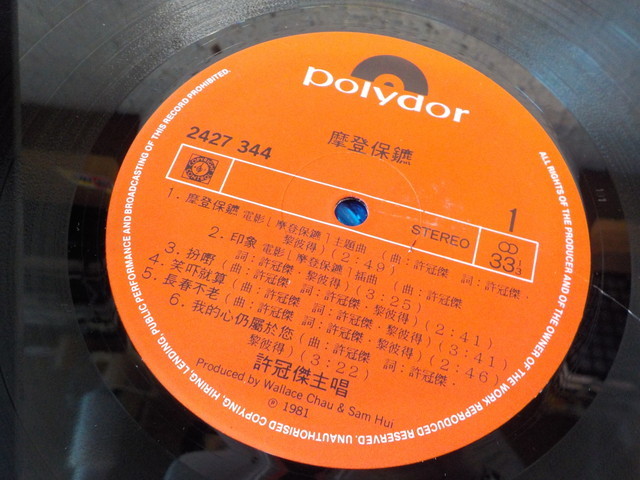 polydor
摩登保鑣
2427 344
1
STEREO
33⅓
1. 摩登保鑣 電影[摩登保鑣]主題曲 (曲:許冠傑 詞:許冠傑.
黎彼得)(2:49)
2. 印象 電影[摩登保鑣]插曲 (曲:許冠傑
詞:許冠傑.黎彼得)(3:25)
3. 扮嘢(曲:許冠傑 詞:許冠傑.黎彼得)(2:41)
4. 笑吓就算(曲:許冠傑 詞:許冠傑.黎彼得)(3:41)
5. 長春不老(曲:許冠傑 詞:許冠傑.黎彼得)(2:46)
6. 我的心仍屬於您(曲:許冠傑 詞:許冠傑.
黎彼得)(3:22)
許冠傑主唱
Produced by Wallace Chau & Sam Hui
℗ 1981
ALL RIGHTS OF THE PRODUCER AND OF THE OWNER OF THE WORK REPRODUCED RESERVED. UNAUTHORISED COPYING, HIRING, LENDING, PUBLIC PERFORMANCE AND BROADCASTING OF THIS RECORD PROHIBITED.